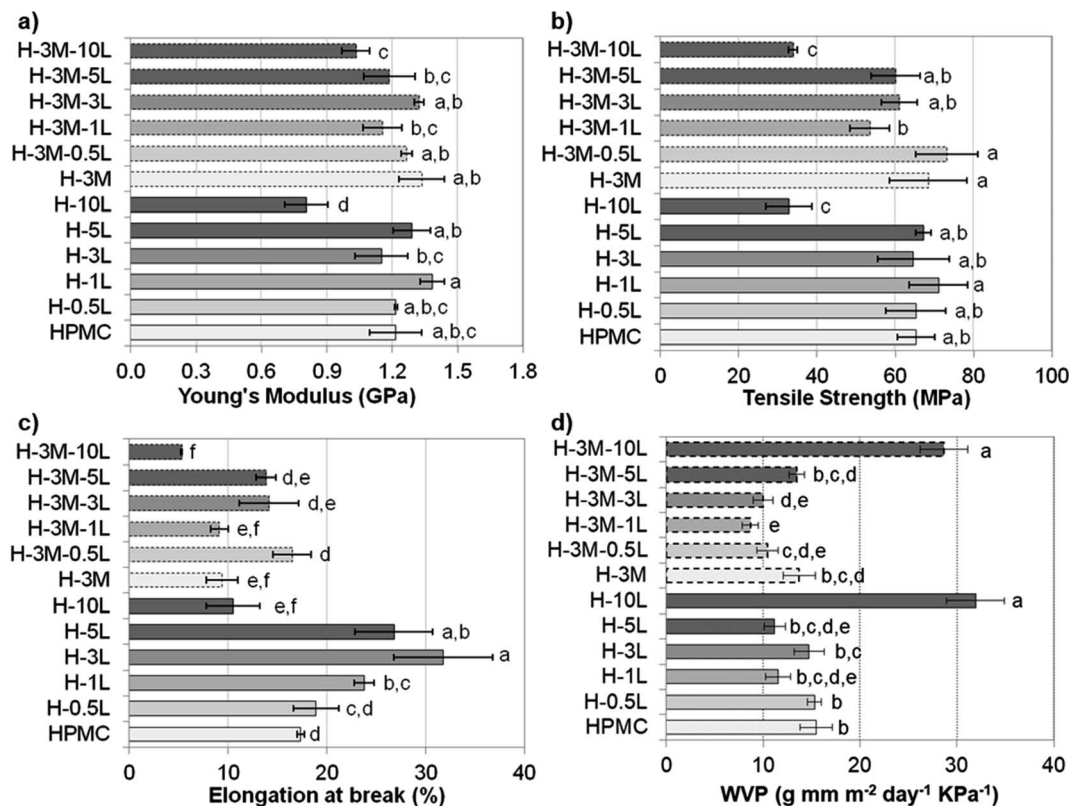 a)
H-3M-10L c
H-3M-5L b,c
H-3M-3L a,b
H-3M-1L b,c
H-3M-0.5L a,b
H-3M a,b
H-10L d
H-5L a,b
H-3L b,c
H-1L a
H-0.5L a,b,c
HPMC a,b,c
0.0 0.3 0.6 0.9 1.2 1.5 1.8
Young's Modulus (GPa)
b)
H-3M-10L c
H-3M-5L a,b
H-3M-3L a,b
H-3M-1L b
H-3M-0.5L a
H-3M a
H-10L c
H-5L a,b
H-3L a,b
H-1L a
H-0.5L a,b
HPMC a,b
0 20 40 60 80 100
Tensile Strength (MPa)
c)
H-3M-10L f
H-3M-5L d,e
H-3M-3L d,e
H-3M-1L e,f
H-3M-0.5L d
H-3M e,f
H-10L e,f
H-5L a,b
H-3L a
H-1L b,c
H-0.5L c,d
HPMC d
0 10 20 30 40
Elongation at break (%)
d)
H-3M-10L a
H-3M-5L b,c,d
H-3M-3L d,e
H-3M-1L e
H-3M-0.5L c,d,e
H-3M b,c,d
H-10L a
H-5L b,c,d,e
H-3L b,c
H-1L b,c,d,e
H-0.5L b
HPMC b
0 10 20 30 40
WVP (g mm m⁻² day⁻¹ KPa⁻¹)